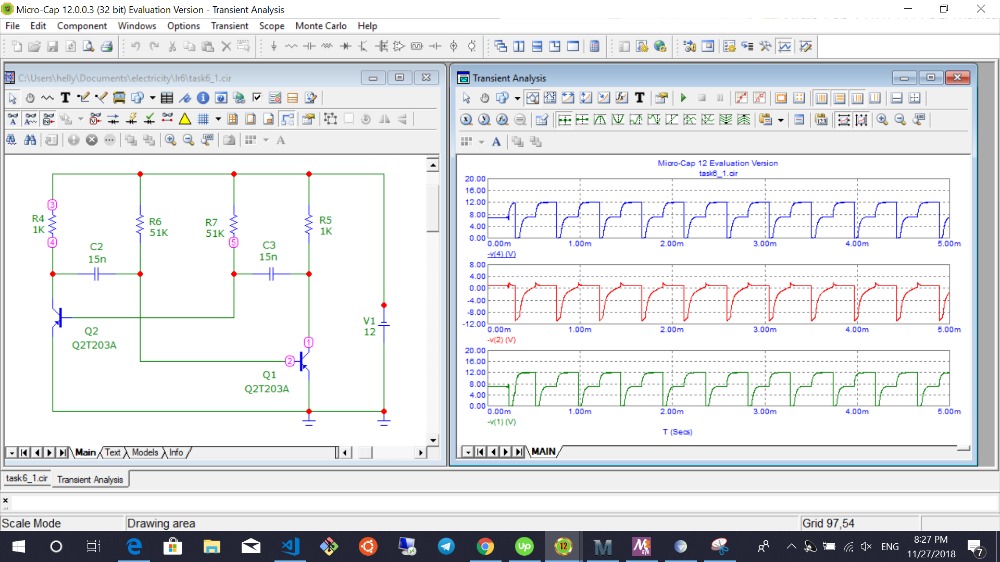 Micro-Cap 12.0.0.3 (32 bit) Evaluation Version - Transient Analysis
File Edit Component Windows Options Transient Scope Monte Carlo Help
C:\Users\helly\Documents\electricity\lr6\task6_1.cir
3
R4
1K
4
R6
51K
R7
51K
5
R5
1K
C2
15n
C3
15n
Q2
Q2T203A
V1
12
1
2
Q1
Q2T203A
Main Text Models Info
Transient Analysis
Micro-Cap 12 Evaluation Version
task6_1.cir
20.00
16.00
12.00
8.00
4.00
0.00
0.00m 1.00m 2.00m 3.00m 4.00m 5.00m
-v(4) (V)
8.00
4.00
0.00
-4.00
-8.00
-12.00
0.00m 1.00m 2.00m 3.00m 4.00m 5.00m
-v(2) (V)
20.00
16.00
12.00
8.00
4.00
0.00
0.00m 1.00m 2.00m 3.00m 4.00m 5.00m
-v(1) (V)
T (Secs)
MAIN
task6_1.cir Transient Analysis
Scale Mode Drawing area Grid 97,54
ENG
8:27 PM
11/27/2018
7